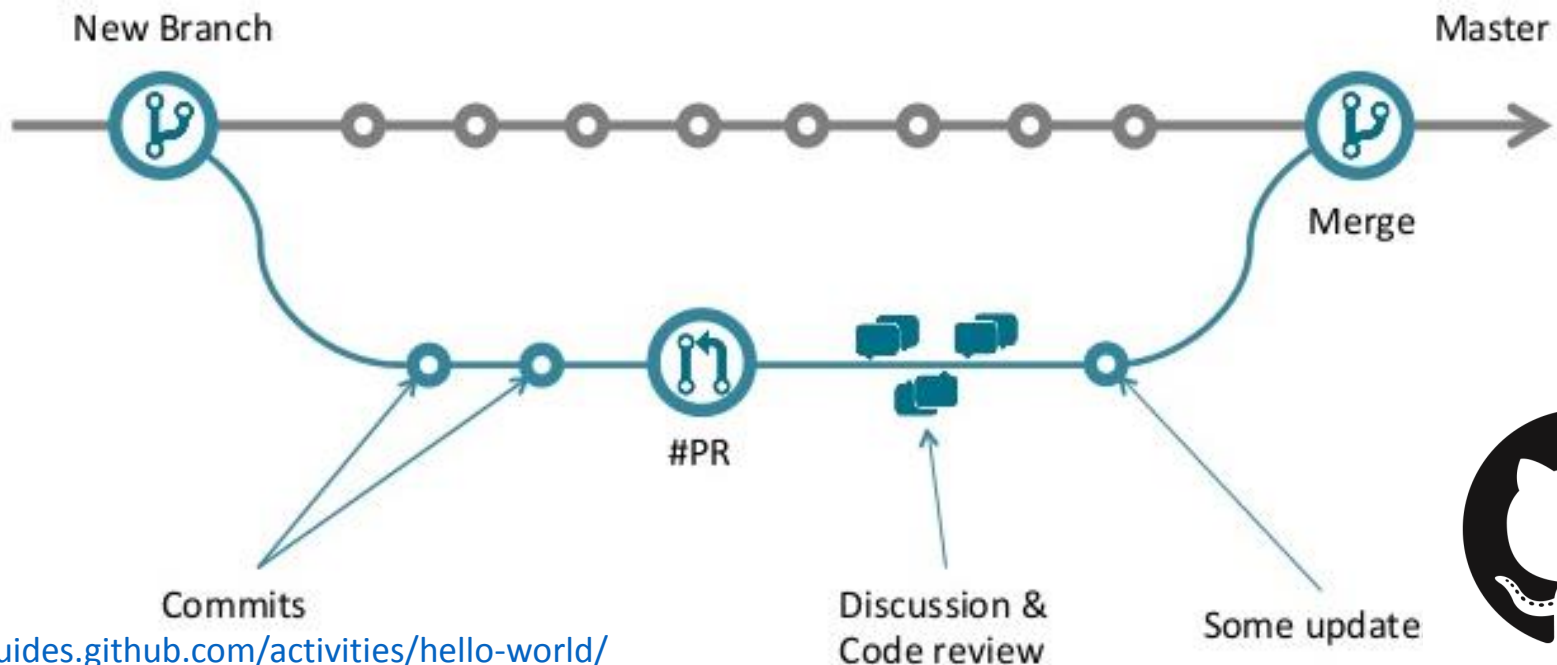 New Branch
Master
Merge
#PR
Commits
Discussion &
Code review
Some update
uides.github.com/activities/hello-world/